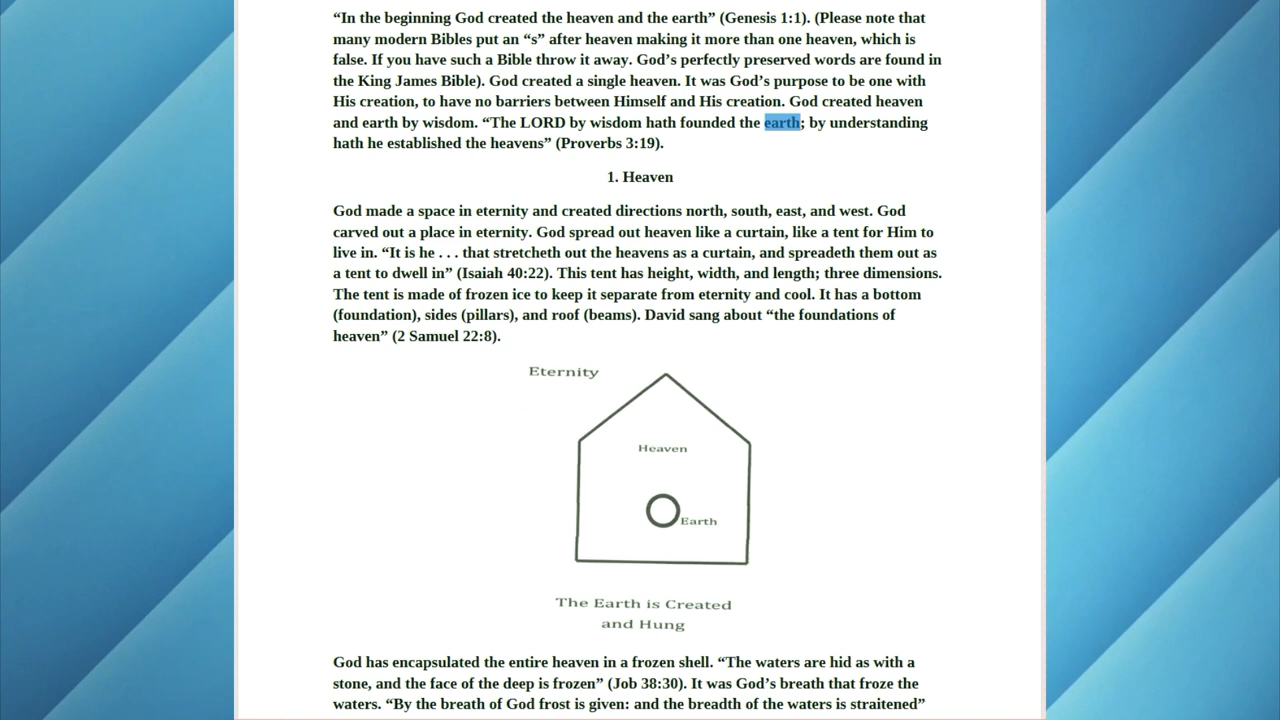 “In the beginning God created the heaven and the earth” (Genesis 1:1). (Please note that
many modern Bibles put an “s” after heaven making it more than one heaven, which is
false. If you have such a Bible throw it away. God’s perfectly preserved words are found in
the King James Bible). God created a single heaven. It was God’s purpose to be one with
His creation, to have no barriers between Himself and His creation. God created heaven
and earth by wisdom. “The LORD by wisdom hath founded the earth; by understanding
hath he established the heavens” (Proverbs 3:19).
1. Heaven
God made a space in eternity and created directions north, south, east, and west. God
carved out a place in eternity. God spread out heaven like a curtain, like a tent for Him to
live in. “It is he . . . that stretcheth out the heavens as a curtain, and spreadeth them out as
a tent to dwell in” (Isaiah 40:22). This tent has height, width, and length; three dimensions.
The tent is made of frozen ice to keep it separate from eternity and cool. It has a bottom
(foundation), sides (pillars), and roof (beams). David sang about “the foundations of
heaven” (2 Samuel 22:8).
Eternity
Heaven
Earth
The Earth is Created
and Hung
God has encapsulated the entire heaven in a frozen shell. “The waters are hid as with a
stone, and the face of the deep is frozen” (Job 38:30). It was God’s breath that froze the
waters. “By the breath of God frost is given: and the breadth of the waters is straitened”